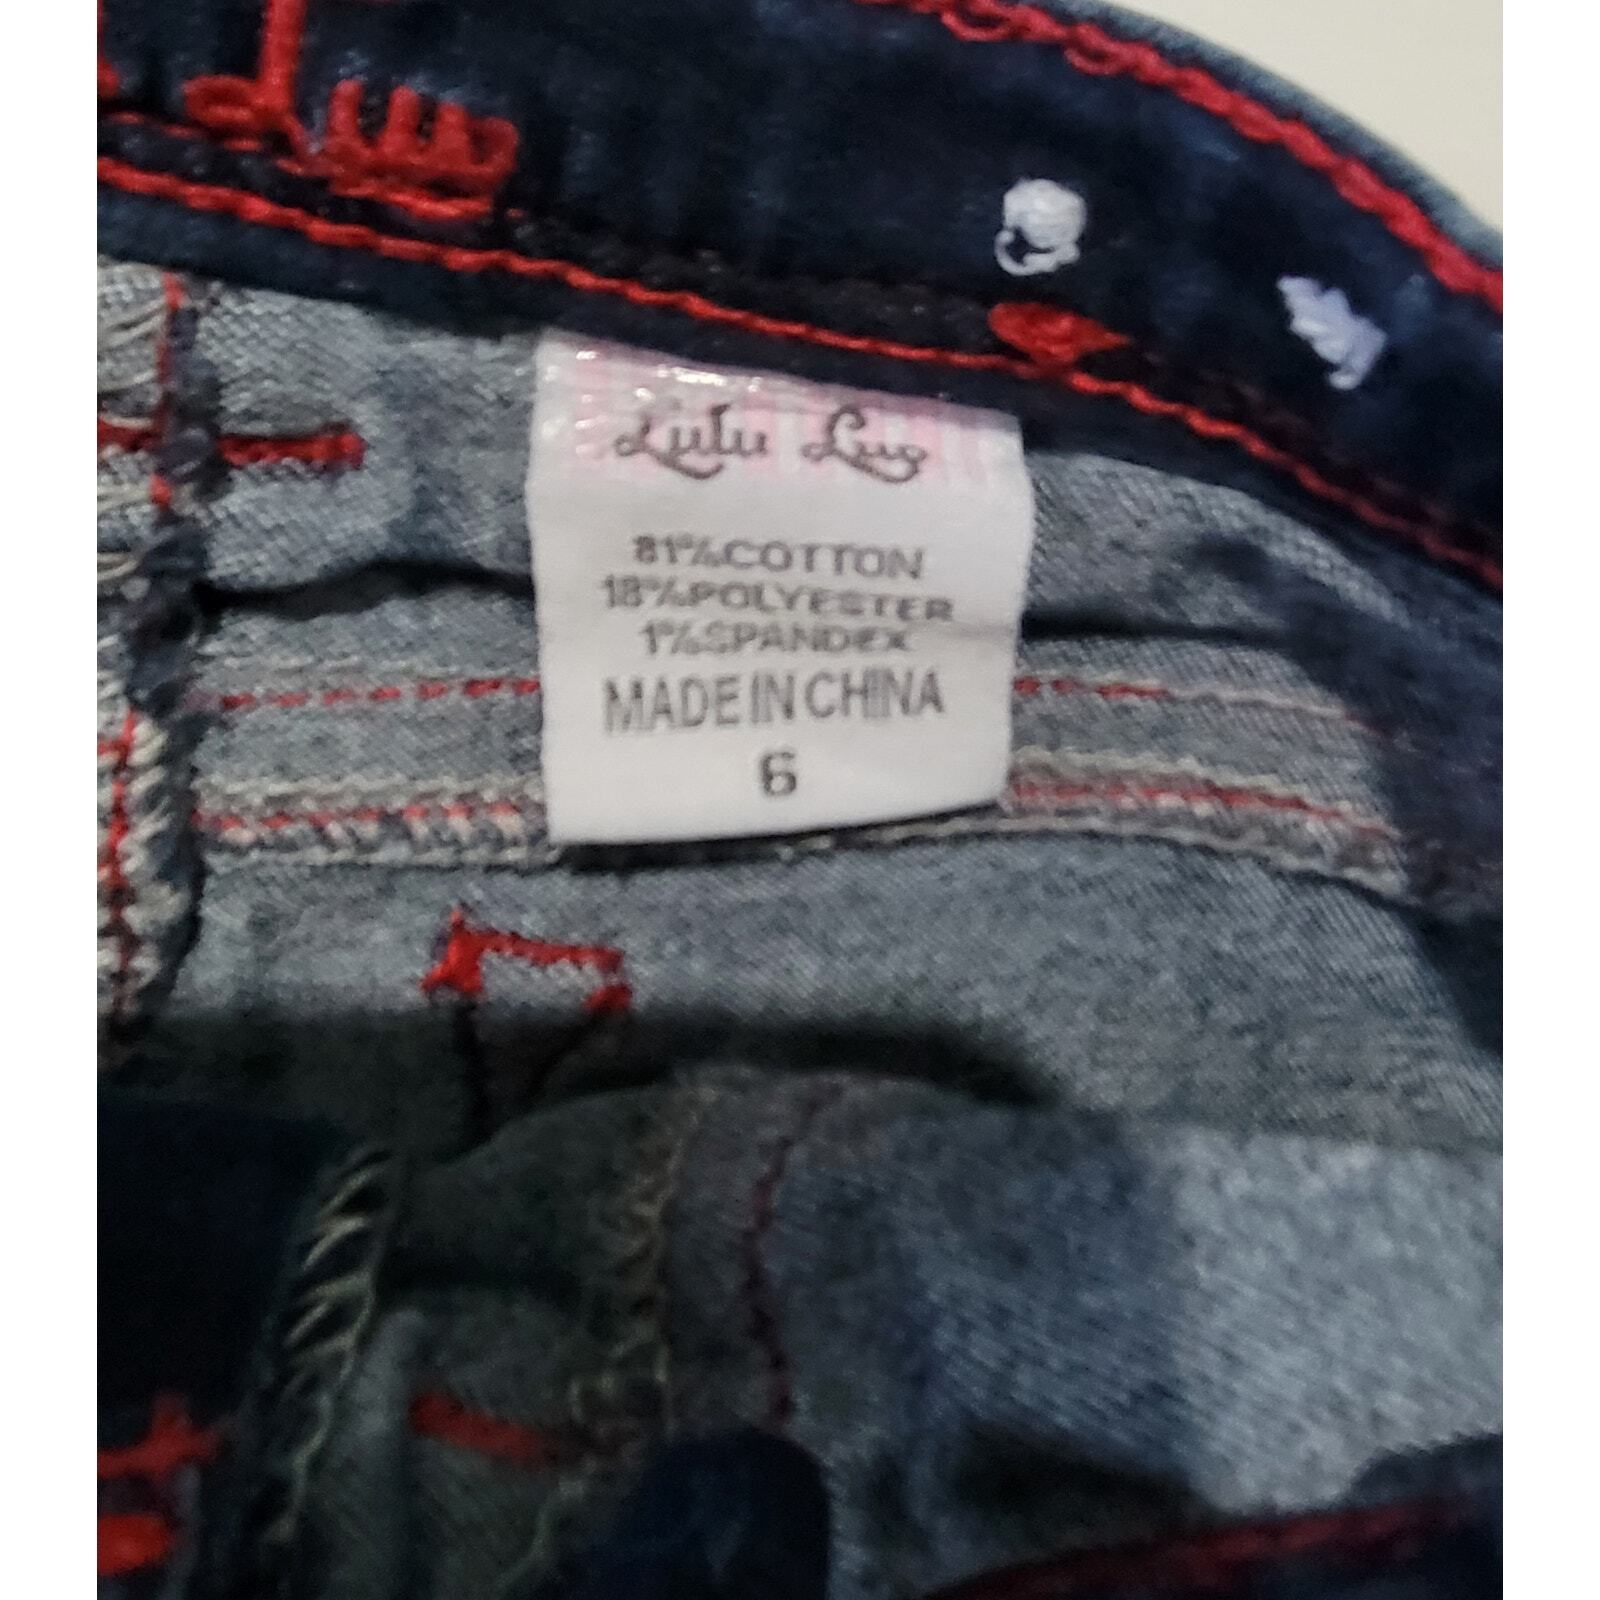 Lulu Luv
81%COTTON
18%POLYESTER
1%SPANDEX
MADE IN CHINA
6